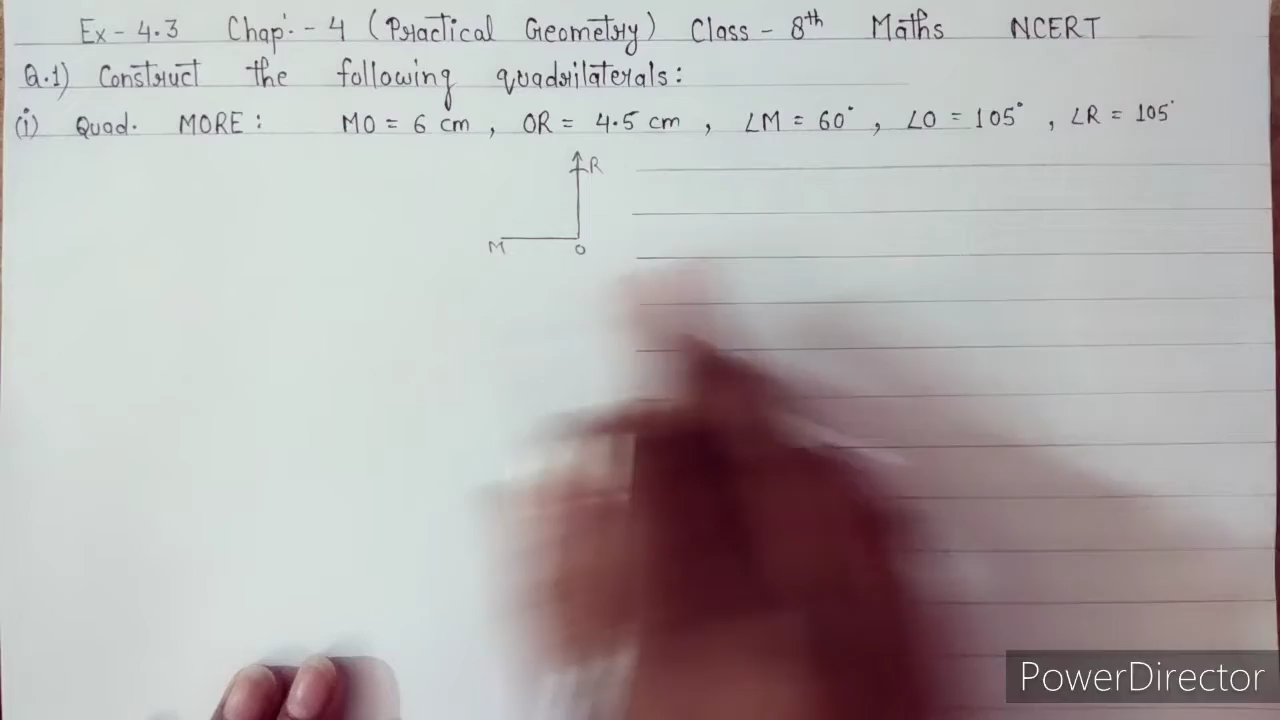 Ex - 4.3 Chap: - 4 (Practical Geometry) Class - 8th Maths NCERT
Q.1) Construct the following quadrilaterals:
(i) Quad. MORE: MO = 6 cm, OR = 4.5 cm, ∠M = 60°, ∠O = 105°, ∠R = 105°
R
M O
PowerDirector